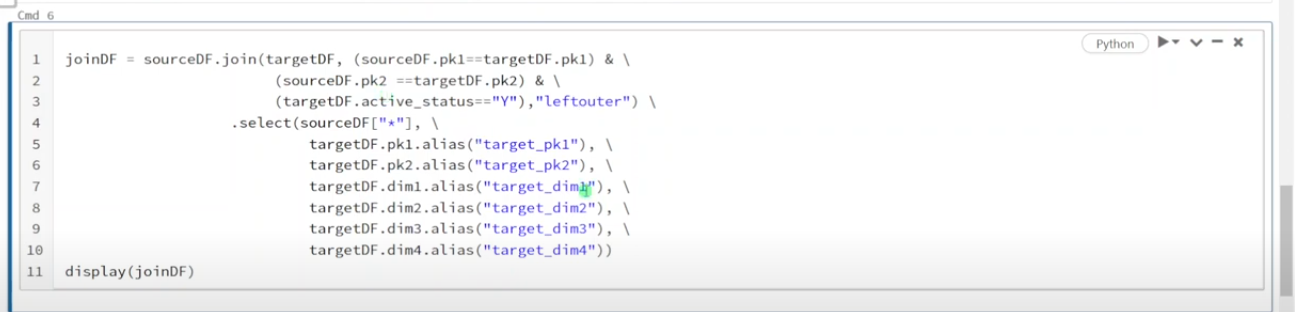 Cmd 6
Python
1 joinDF = sourceDF.join(targetDF, (sourceDF.pk1==targetDF.pk1) & \
2 (sourceDF.pk2 ==targetDF.pk2) & \
3 (targetDF.active_status=="Y"),"leftouter") \
4 .select(sourceDF["*"], \
5 targetDF.pk1.alias("target_pk1"), \
6 targetDF.pk2.alias("target_pk2"), \
7 targetDF.dim1.alias("target_dim1"), \
8 targetDF.dim2.alias("target_dim2"), \
9 targetDF.dim3.alias("target_dim3"), \
10 targetDF.dim4.alias("target_dim4"))
11 display(joinDF)